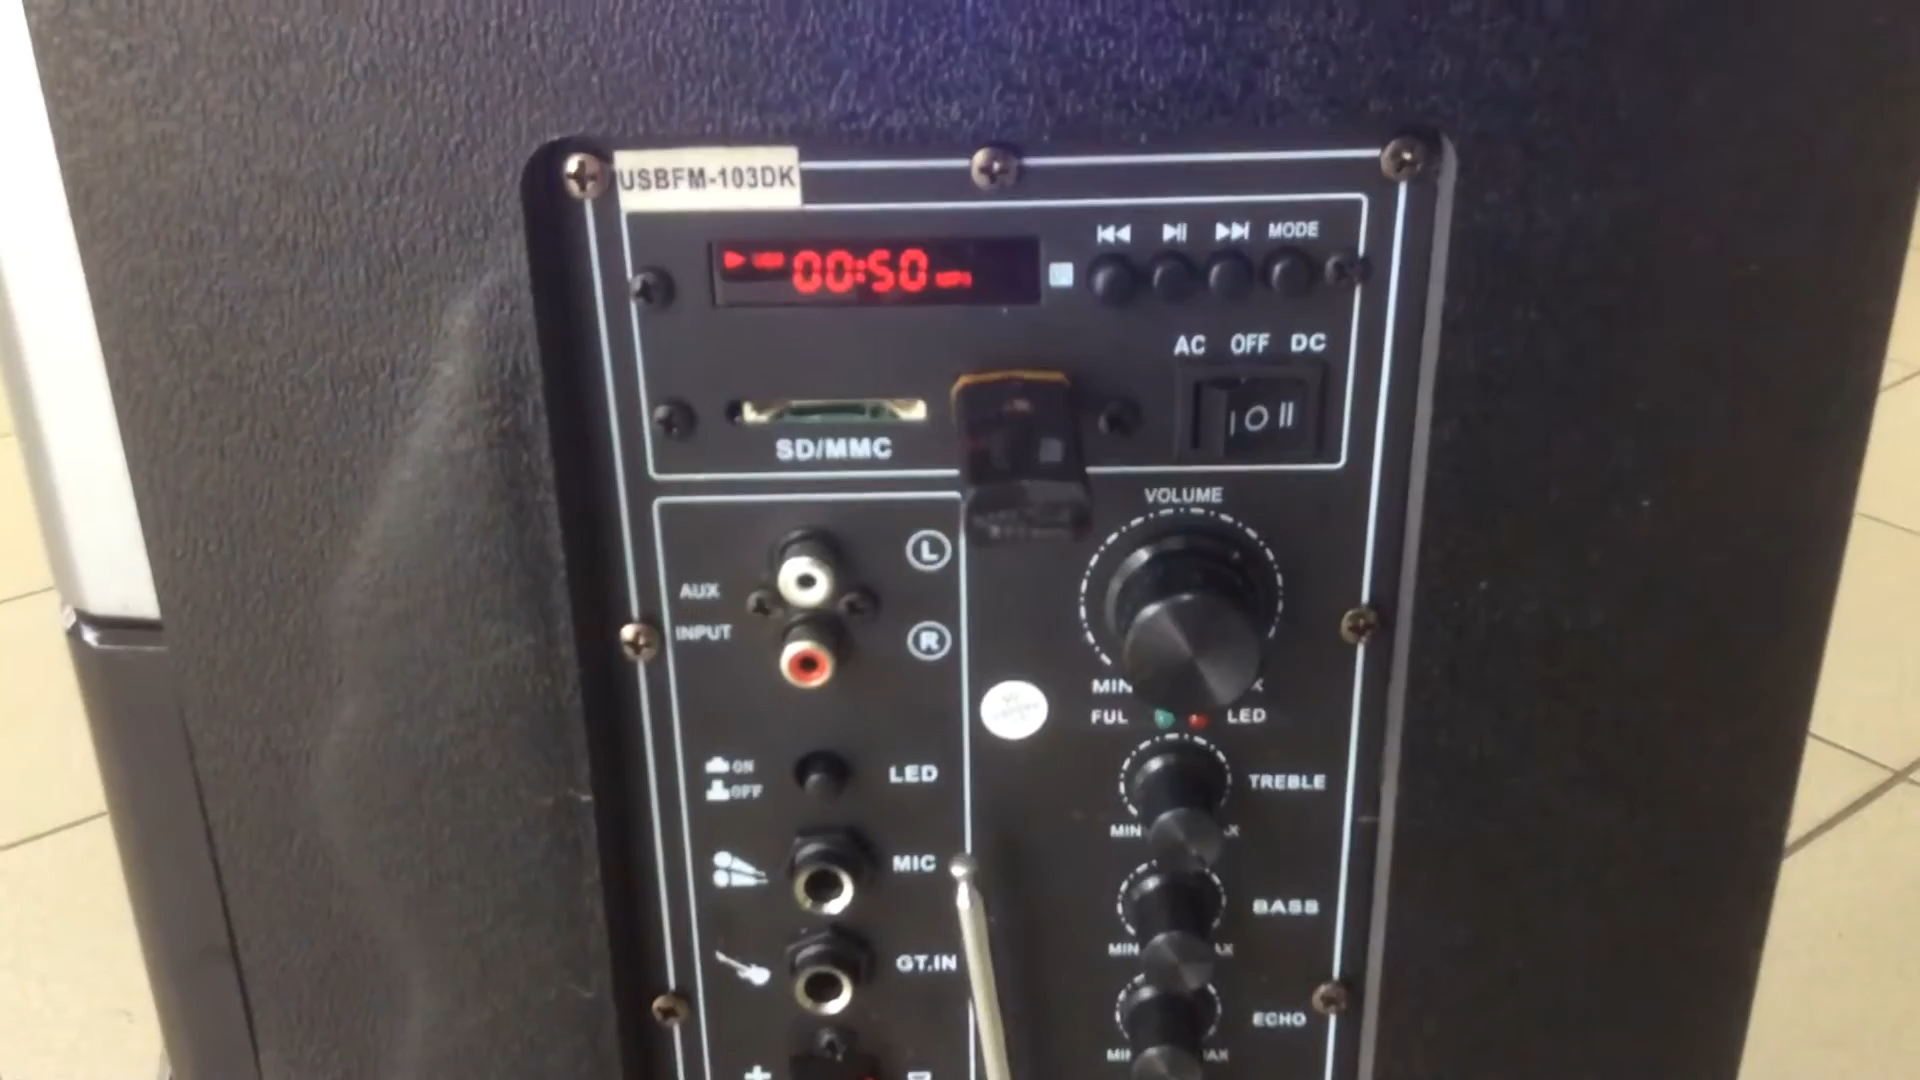 USBFM-103DK
00:50
MODE
AC OFF DC
SD/MMC
VOLUME
L
AUX
INPUT
R
MIN
FUL LED
ON
OFF
LED
TREBLE
MIN
MIC
BASS
MIN
GT.IN
ECHO